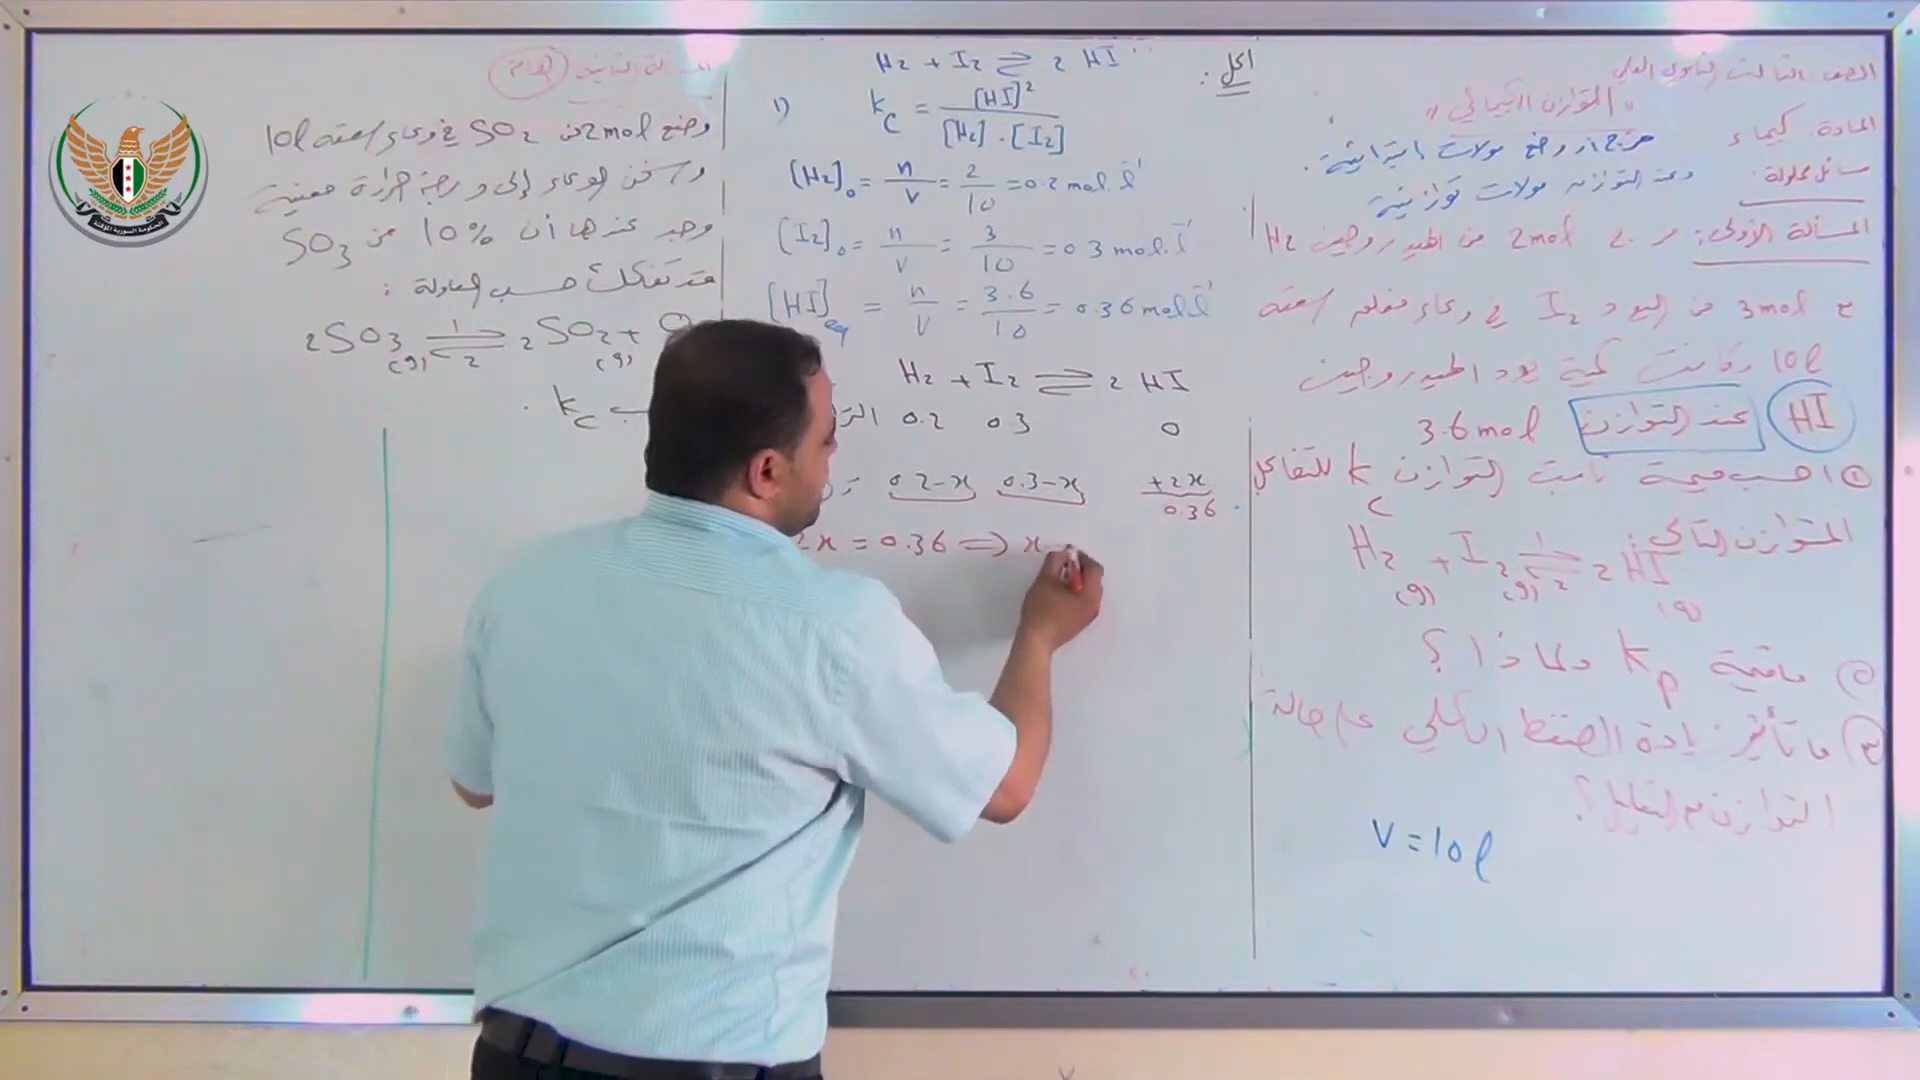 الصف الثالث الثانوي العلمي
المادة: كيمياء
مسائل محلولة.
"التوازن الكيميائي"
مزج أو وضع مولات ابتدائية.
وعند التوازن مولات توازنية
المسألة الأولى: 2mol من الهيدروجين H2
3mol من اليود I2 في وعاء مغلق سعته
10l وكانت كمية يود الهيدروجين
HI عند التوازن 3.6mol
① احسب قيمة ثابت التوازن Kc للتفاعل
المتوازن التالي:
H2(g) + I2(g) ⇌ 2HI(g)
② ما قيمة Kp ولماذا؟
③ ما تأثير زيادة الضغط الكلي على حالة
التوازن مع التعليل؟
V = 10l
الحل:
H2 + I2 ⇌ 2HI
1) Kc = [HI]² / [H2].[I2]
[H2]₀ = n/V = 2/10 = 0.2 mol.l⁻¹
[I2]₀ = n/V = 3/10 = 0.3 mol.l⁻¹
[HI]eq = n/V = 3.6/10 = 0.36 mol.l⁻¹
H2 + I2 ⇌ 2HI
0.2 0.3 0
0.2-x 0.3-x +2x
0.36
2x = 0.36 ⇒ x
المسألة الثانية هام
وضع 2mol من SO2 في وعاء سعته 10l
وسخن الوعاء إلى درجة حرارة معينة
وجد عندها أن 10% من SO3
قد تفكك حسب المعادلة:
2SO3(g) ⇌ 2SO2(g) +
Kc